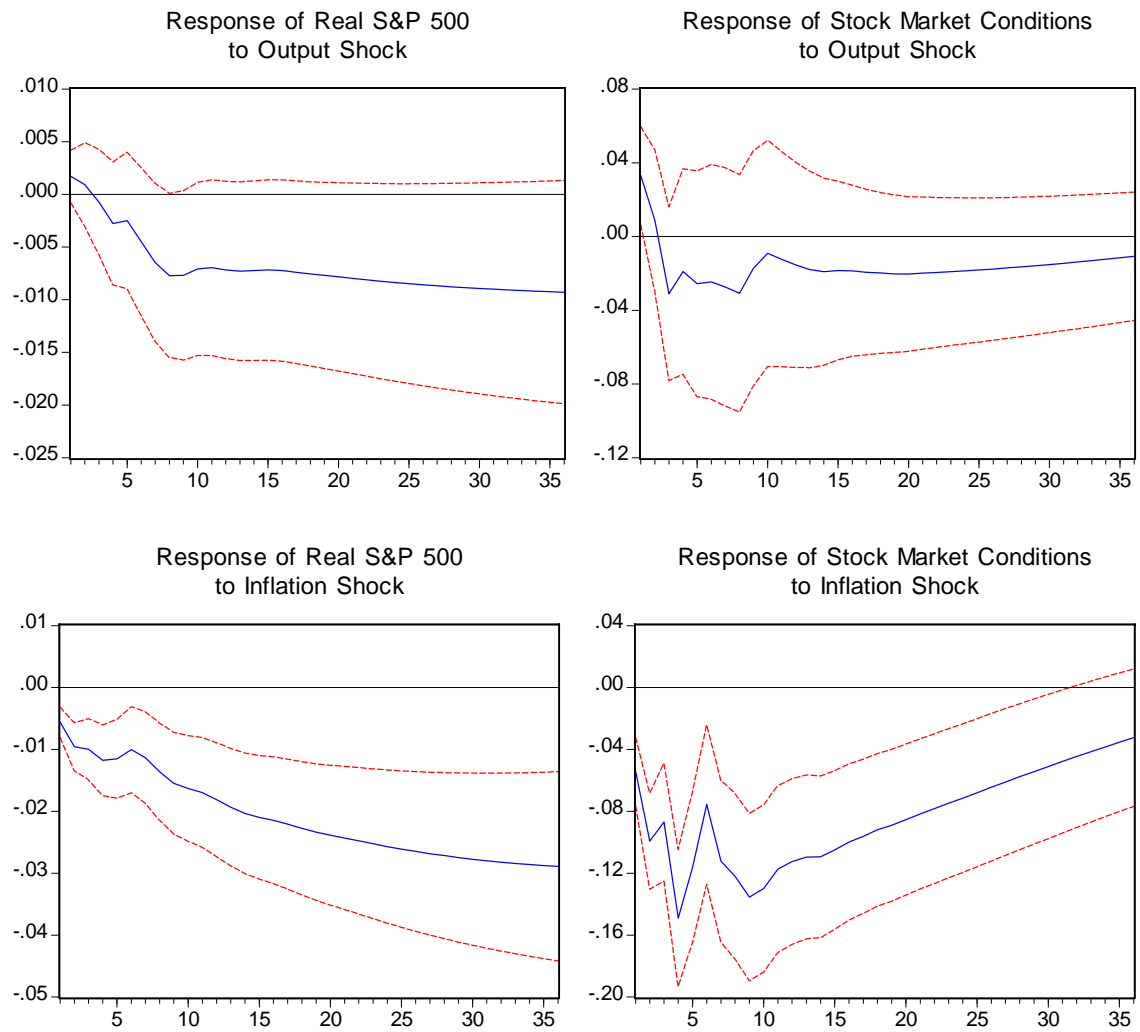 Response of Real S&P 500
to Output Shock
.010
.005
.000
-.005
-.010
-.015
-.020
-.025
5 10 15 20 25 30 35
Response of Stock Market Conditions
to Output Shock
.08
.04
.00
-.04
-.08
-.12
5 10 15 20 25 30 35
Response of Real S&P 500
to Inflation Shock
.01
.00
-.01
-.02
-.03
-.04
-.05
5 10 15 20 25 30 35
Response of Stock Market Conditions
to Inflation Shock
.04
.00
-.04
-.08
-.12
-.16
-.20
5 10 15 20 25 30 35